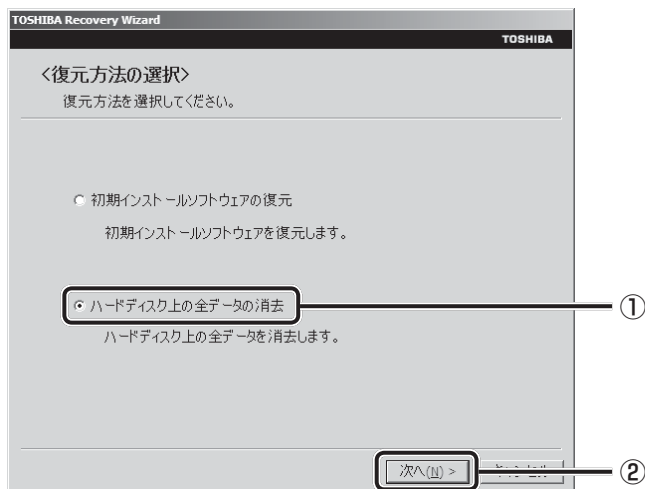 TOSHIBA Recovery Wizard
TOSHIBA
<復元方法の選択>
復元方法を選択してください。
初期インストールソフトウェアの復元
初期インストールソフトウェアを復元します。
ハードディスク上の全データの消去
①
ハードディスク上の全データを消去します。
次へ(N) >
②